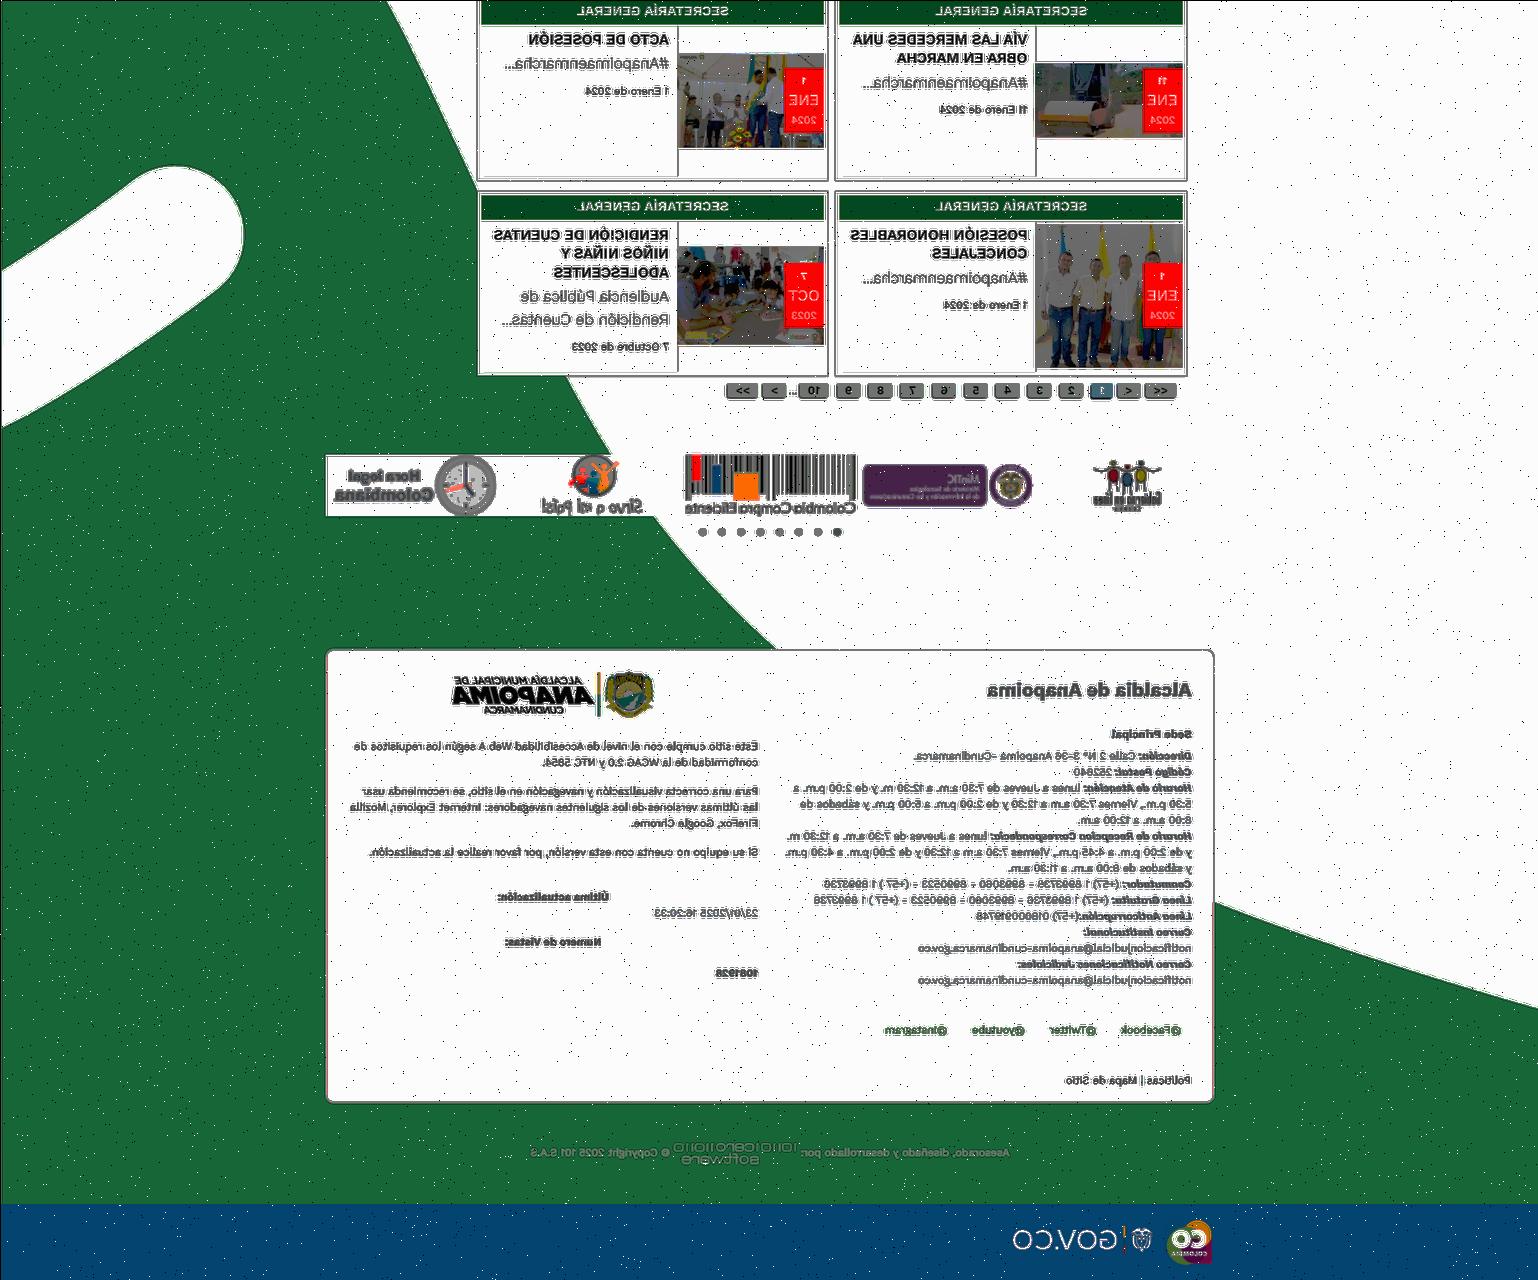 SECRETARÍA GENERAL
11
ENE
2024
VÍA LAS MERCEDES UNA
OBRA EN MARCHA
#Anapoimaenmarcha...
11 Enero de 2024
SECRETARÍA GENERAL
1
ENE
2024
ACTO DE POSESIÓN
#Anapoimaenmarcha...
1 Enero de 2024
SECRETARÍA GENERAL
1
ENE
2024
POSESIÓN HONORABLES
CONCEJALES
#Anapoimaenmarcha...
1 Enero de 2024
SECRETARÍA GENERAL
7
OCT
2023
RENDICIÓN DE CUENTAS
NIÑOS NIÑAS Y
ADOLESCENTES
Audiencia Pública de
Rendición de Cuentas...
7 Octubre de 2023
<< < 1 2 3 4 5 6 7 8 9 10 ... > >>
MinTIC
Colombia Compra Eficiente
Sirvo a mi País!
Hora legal
Colombiana
Alcaldía de Anapoima
Sede Principal
Dirección: Calle 2 Nº 3-36 Anapoima -Cundinamarca.
Código Postal: 252640
Horario de Atención: lunes a Jueves de 7:30 a.m. a 12:30 m. y de 2:00 p.m. a
5:30 p.m., Viernes 7:30 a.m a 12:30 y de 2:00 p.m. a 5:00 p.m. y sábados de
8:00 a.m. a 12:00 a.m.
Horario de Recepcion Correspondecia: lunes a Jueves de 7:30 a.m. a 12:30 m.
y de 2:00 p.m. a 4:45 p.m., Viernes 7:30 a.m a 12:30 y de 2:00 p.m. a 4:30 p.m.
y sábados de 8:00 a.m. a 11:30 a.m.
Conmutador: (+57) 1 8993736 - 8993080 - 8990523 - (+57 ) 1 8993736
Línea Gratuita: (+57) 1 8993736 - 8993080 - 8990523 - (+57 ) 1 8993736
Línea Anticorrupción:(+57) 018000919748
Correo Institucional:
notificacionjudicial@anapoima-cundinamarca.gov.co
Correo Notificaciones Judiciales:
notificacionjudicial@anapoima-cundinamarca.gov.co
@Facebook @Twitter @youtube @Instagram
Políticas | Mapa de Sitio
ALCALDÍA MUNICIPAL DE
ANAPOIMA
CUNDINAMARCA
Este sitio cumple con el nivel de Accesibilidad Web A según los requisitos de
conformidad de la WCAG 2.0 y NTC 5854.
Para una correcta visualización y navegación en el sitio, se recomienda usar
las últimas versiones de los siguientes navegadores: Internet Explorer, Mozilla
FireFox, Google Chrome.
Si su equipo no cuenta con esta versión, por favor realice la actualización.
Última actualización:
23/01/2025 16:20:33
Numero de Vistas:
1081928
Asesorado, diseñado y desarrollado por: software © Copyright 2025 101 S.A.S
CO
COLOMBIA
GOV.CO